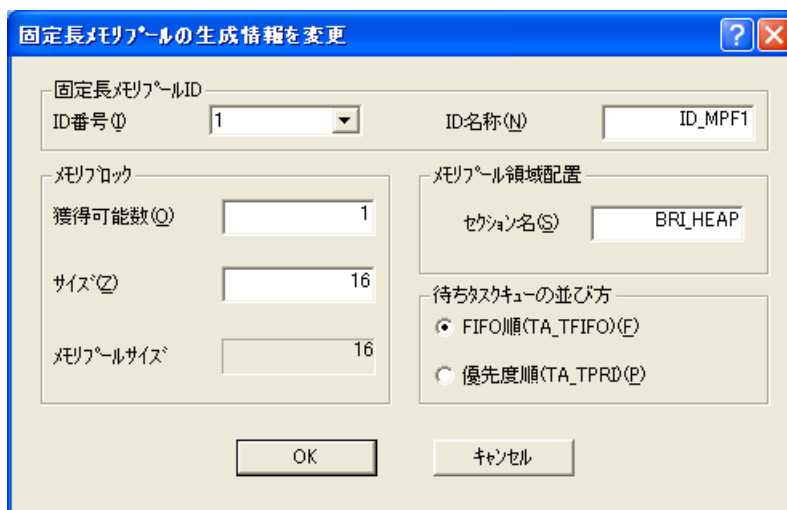 固定長ﾒﾓﾘﾌﾟｰﾙの生成情報を変更
固定長ﾒﾓﾘﾌﾟｰﾙID
ID番号(I) 1 ID名称(N) ID_MPF1
ﾒﾓﾘﾌﾞﾛｯｸ
獲得可能数(O) 1
ｻｲｽﾞ(Z) 16
ﾒﾓﾘﾌﾟｰﾙｻｲｽﾞ 16
ﾒﾓﾘﾌﾟｰﾙ領域配置
ｾｸｼｮﾝ名(S) BRI_HEAP
待ちﾀｽｸｷｭｰの並び方
FIFO順(TA_TFIFO)(F)
優先度順(TA_TPRI)(P)
OK ｷｬﾝｾﾙ